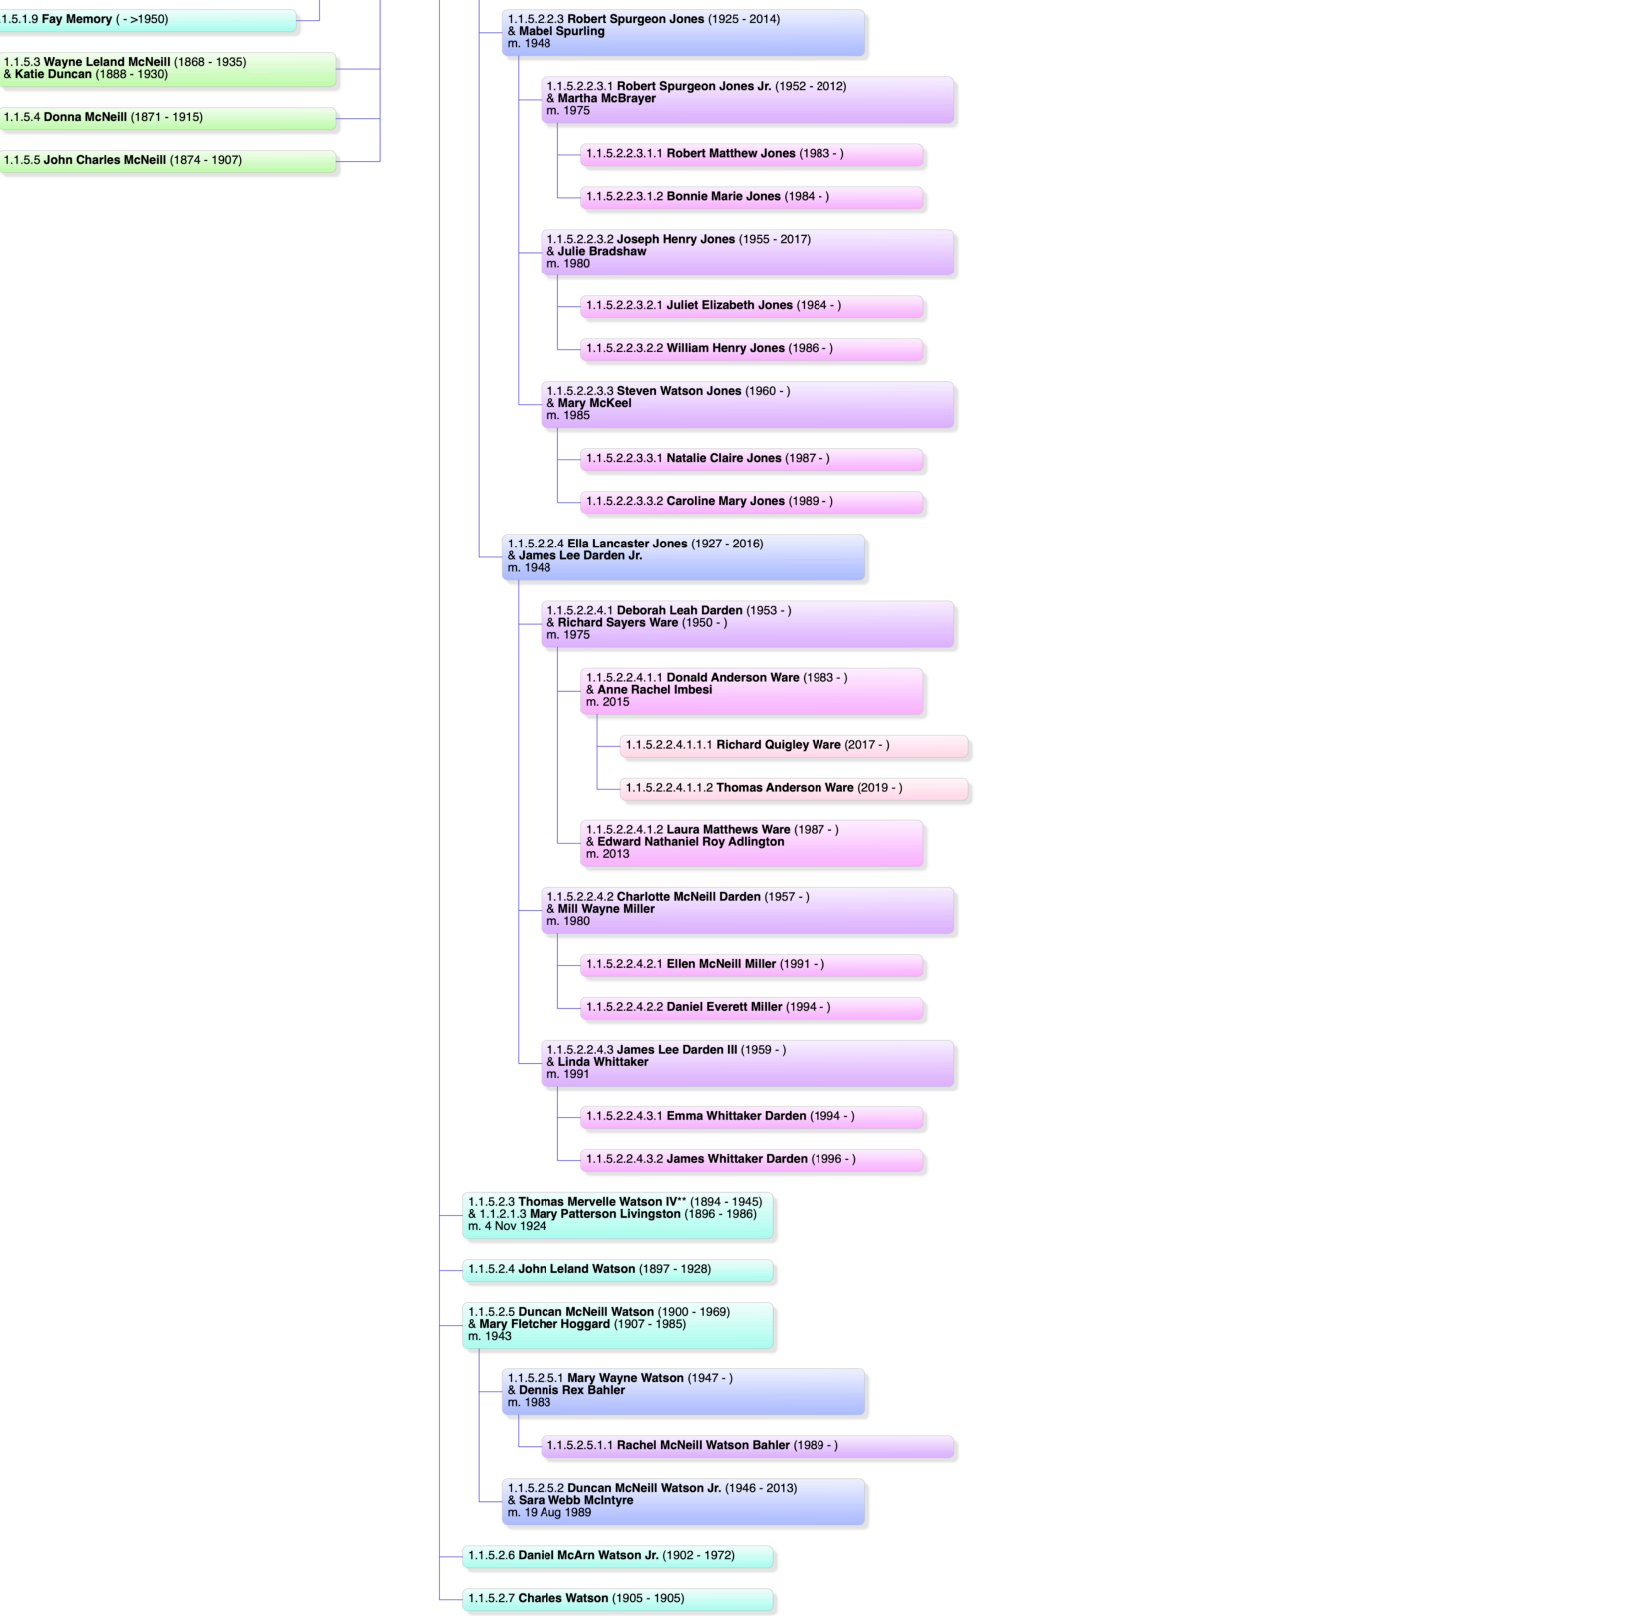 .1.5.1.9 Fay Memory ( - >1950)
1.1.5.3 Wayne Leland McNeill (1868 - 1935)
& Katie Duncan (1888 - 1930)
1.1.5.4 Donna McNeill (1871 - 1915)
1.1.5.5 John Charles McNeill (1874 - 1907)
1.1.5.2.2.3 Robert Spurgeon Jones (1925 - 2014)
& Mabel Spurling
m. 1948
1.1.5.2.2.3.1 Robert Spurgeon Jones Jr. (1952 - 2012)
& Martha McBrayer
m. 1975
1.1.5.2.2.3.1.1 Robert Matthew Jones (1983 - )
1.1.5.2.2.3.1.2 Bonnie Marie Jones (1984 - )
1.1.5.2.2.3.2 Joseph Henry Jones (1955 - 2017)
& Julie Bradshaw
m. 1980
1.1.5.2.2.3.2.1 Juliet Elizabeth Jones (1984 - )
1.1.5.2.2.3.2.2 William Henry Jones (1986 - )
1.1.5.2.2.3.3 Steven Watson Jones (1960 - )
& Mary McKeel
m. 1985
1.1.5.2.2.3.3.1 Natalie Claire Jones (1987 - )
1.1.5.2.2.3.3.2 Caroline Mary Jones (1989 - )
1.1.5.2.2.4 Ella Lancaster Jones (1927 - 2016)
& James Lee Darden Jr.
m. 1948
1.1.5.2.2.4.1 Deborah Leah Darden (1953 - )
& Richard Sayers Ware (1950 - )
m. 1975
1.1.5.2.2.4.1.1 Donald Anderson Ware (1983 - )
& Anne Rachel Imbesi
m. 2015
1.1.5.2.2.4.1.1.1 Richard Quigley Ware (2017 - )
1.1.5.2.2.4.1.1.2 Thomas Anderson Ware (2019 - )
1.1.5.2.2.4.1.2 Laura Matthews Ware (1987 - )
& Edward Nathaniel Roy Adlington
m. 2013
1.1.5.2.2.4.2 Charlotte McNeill Darden (1957 - )
& Mill Wayne Miller
m. 1980
1.1.5.2.2.4.2.1 Ellen McNeill Miller (1991 - )
1.1.5.2.2.4.2.2 Daniel Everett Miller (1994 - )
1.1.5.2.2.4.3 James Lee Darden III (1959 - )
& Linda Whittaker
m. 1991
1.1.5.2.2.4.3.1 Emma Whittaker Darden (1994 - )
1.1.5.2.2.4.3.2 James Whittaker Darden (1996 - )
1.1.5.2.3 Thomas Mervelle Watson IV** (1894 - 1945)
& 1.1.2.1.3 Mary Patterson Livingston (1896 - 1986)
m. 4 Nov 1924
1.1.5.2.4 John Leland Watson (1897 - 1928)
1.1.5.2.5 Duncan McNeill Watson (1900 - 1969)
& Mary Fletcher Hoggard (1907 - 1985)
m. 1943
1.1.5.2.5.1 Mary Wayne Watson (1947 - )
& Dennis Rex Bahler
m. 1983
1.1.5.2.5.1.1 Rachel McNeill Watson Bahler (1989 - )
1.1.5.2.5.2 Duncan McNeill Watson Jr. (1946 - 2013)
& Sara Webb McIntyre
m. 19 Aug 1989
1.1.5.2.6 Daniel McArn Watson Jr. (1902 - 1972)
1.1.5.2.7 Charles Watson (1905 - 1905)